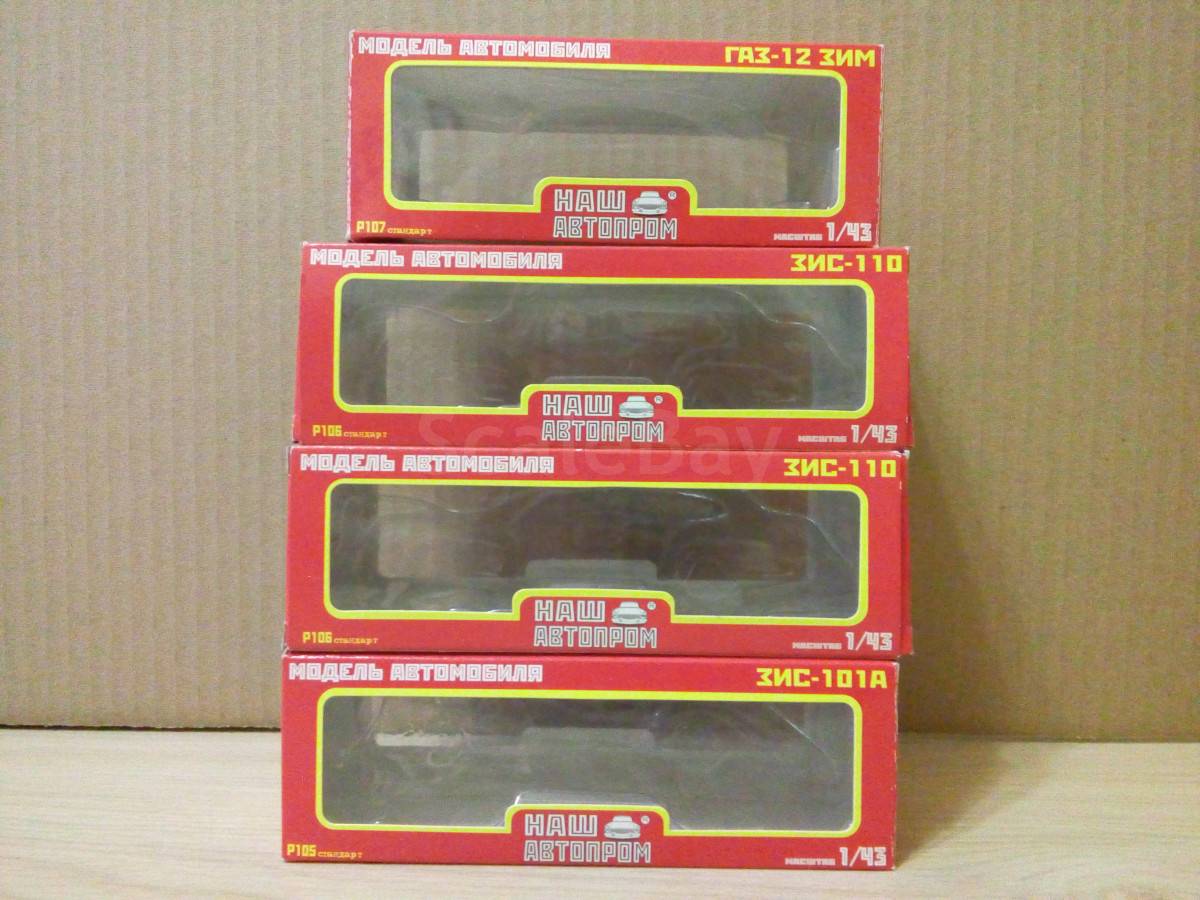 МОДЕЛЬ АВТОМОБИЛЯ ГАЗ-12 ЗИМ
НАШ ®
АВТОПРОМ
Р107 стандарт МАСШТАБ 1/43
МОДЕЛЬ АВТОМОБИЛЯ ЗИС-110
НАШ ®
АВТОПРОМ
Р106 стандарт МАСШТАБ 1/43
ScaleBay
МОДЕЛЬ АВТОМОБИЛЯ ЗИС-110
НАШ ®
АВТОПРОМ
Р106 стандарт МАСШТАБ 1/43
МОДЕЛЬ АВТОМОБИЛЯ ЗИС-101А
НАШ ®
АВТОПРОМ
Р105 стандарт МАСШТАБ 1/43